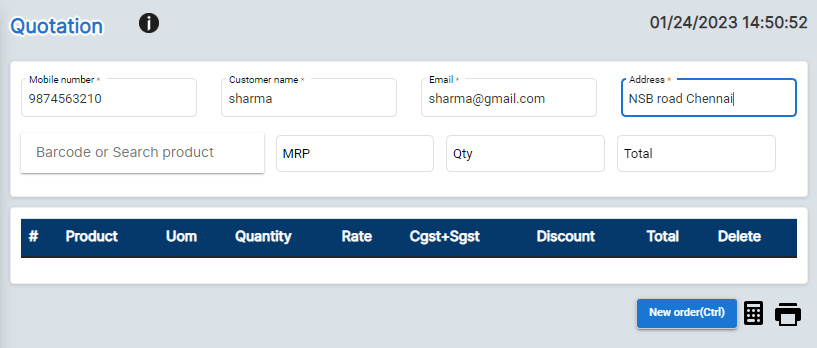 Quotation
01/24/2023 14:50:52
Mobile number * Customer name * Email * Address *
9874563210 sharma sharma@gmail.com NSB road Chennai
Barcode or Search product MRP Qty Total
# Product Uom Quantity Rate Cgst+Sgst Discount Total Delete
New order(Ctrl)